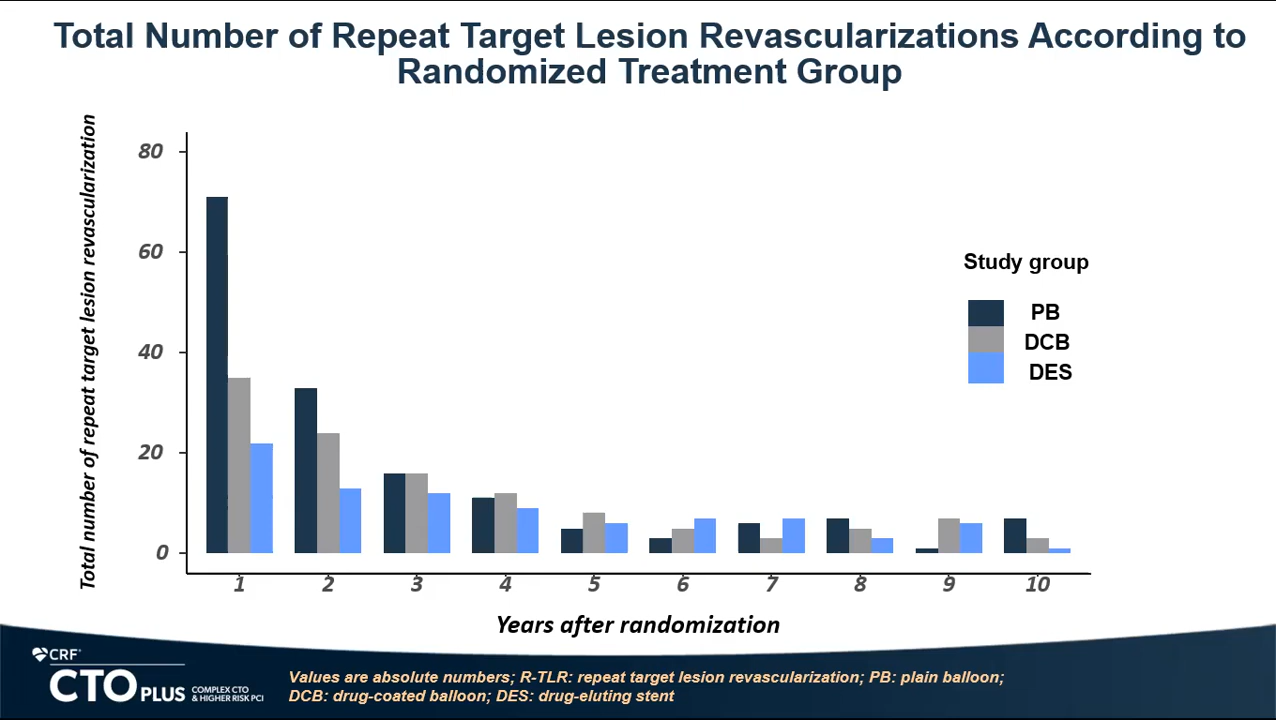 Total Number of Repeat Target Lesion Revascularizations According to
Randomized Treatment Group
Total number of repeat target lesion revascularization
80
60
40
20
0
Study group
PB
DCB
DES
1 2 3 4 5 6 7 8 9 10
Years after randomization
CRF
CTO PLUS
COMPLEX CTO
& HIGHER RISK PCI
Values are absolute numbers; R-TLR: repeat target lesion revascularization; PB: plain balloon;
DCB: drug-coated balloon; DES: drug-eluting stent